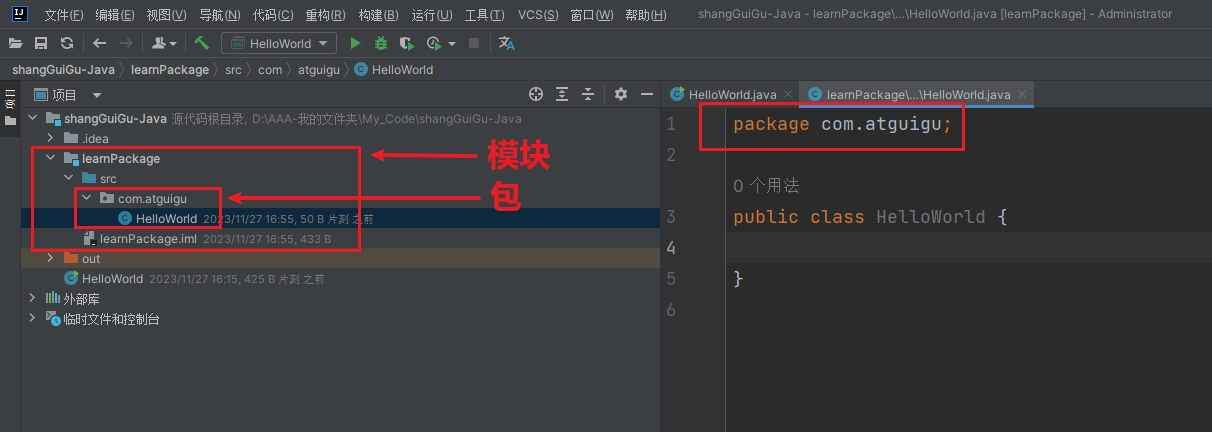 文件(F) 编辑(E) 视图(V) 导航(N) 代码(C) 重构(R) 构建(B) 运行(U) 工具(T) VCS(S) 窗口(W) 帮助(H) shangGuiGu-Java - learnPackage\...\HelloWorld.java [learnPackage] - Administrator
HelloWorld
shangGuiGu-Java learnPackage src com atguigu HelloWorld
项目
项目
HelloWorld.java
learnPackage\...\HelloWorld.java
shangGuiGu-Java 源代码根目录, D:\AAA-我的文件夹\My_Code\shangGuiGu-Java
.idea
learnPackage
src
com.atguigu
HelloWorld 2023/11/27 16:55, 50 B 片刻 之前
learnPackage.iml 2023/11/27 16:55, 433 B
out
HelloWorld 2023/11/27 16:15, 425 B 片刻 之前
外部库
临时文件和控制台
模块
包
1 package com.atguigu;
2
0 个用法
3 public class HelloWorld {
4
5 }
6